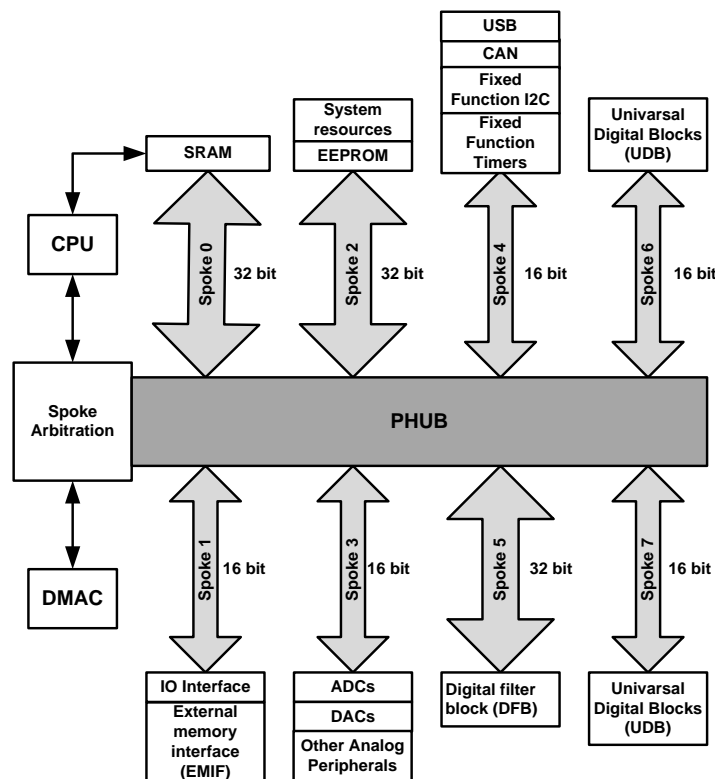 USB
CAN
Fixed
Function I2C
Fixed
Function
Timers
System
resources
EEPROM
Univarsal
Digital Blocks
(UDB)
SRAM
CPU
Spoke 0
32 bit
Spoke 2
32 bit
Spoke 4
16 bit
Spoke 6
16 bit
Spoke
Arbitration
PHUB
DMAC
Spoke 1
16 bit
Spoke 3
16 bit
Spoke 5
32 bit
Spoke 7
16 bit
IO Interface
External
memory
interface
(EMIF)
ADCs
DACs
Other Analog
Peripherals
Digital filter
block (DFB)
Univarsal
Digital Blocks
(UDB)